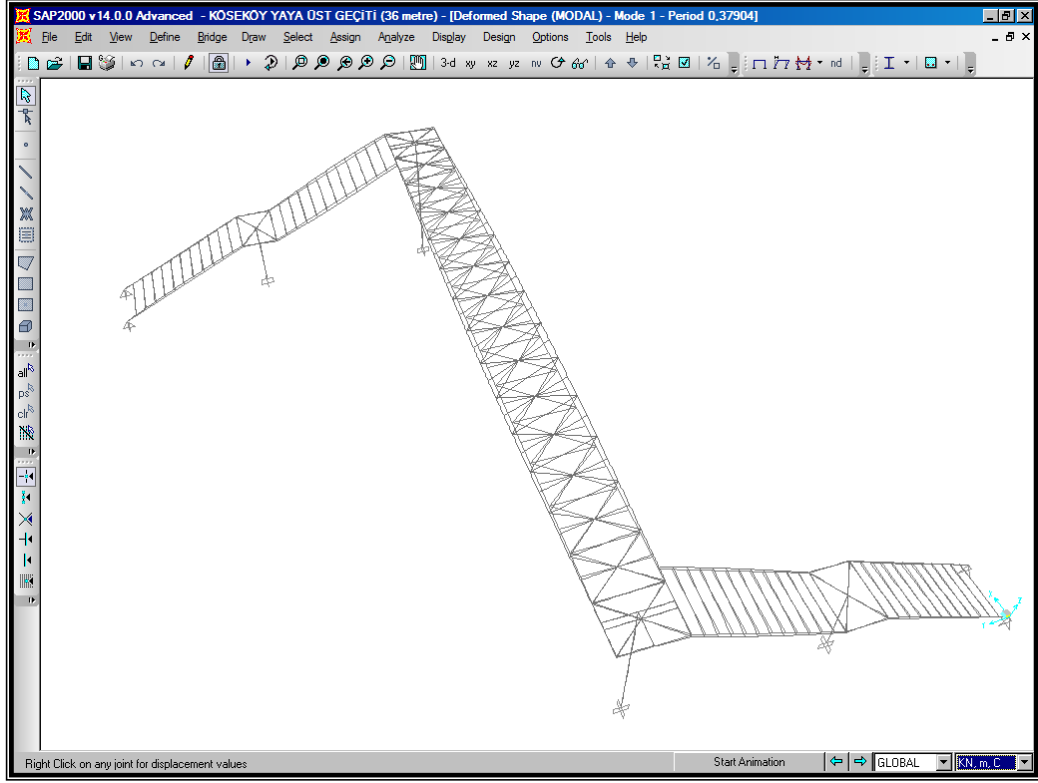 SAP2000 v14.0.0 Advanced - KÖSEKÖY YAYA ÜST GEÇİTİ (36 metre) - [Deformed Shape (MODAL) - Mode 1 - Period 0,37904]
File Edit View Define Bridge Draw Select Assign Analyze Display Design Options Tools Help
3-d xy xz yz nv nd
all
ps
clr
Right Click on any joint for displacement values Start Animation GLOBAL KN, m, C